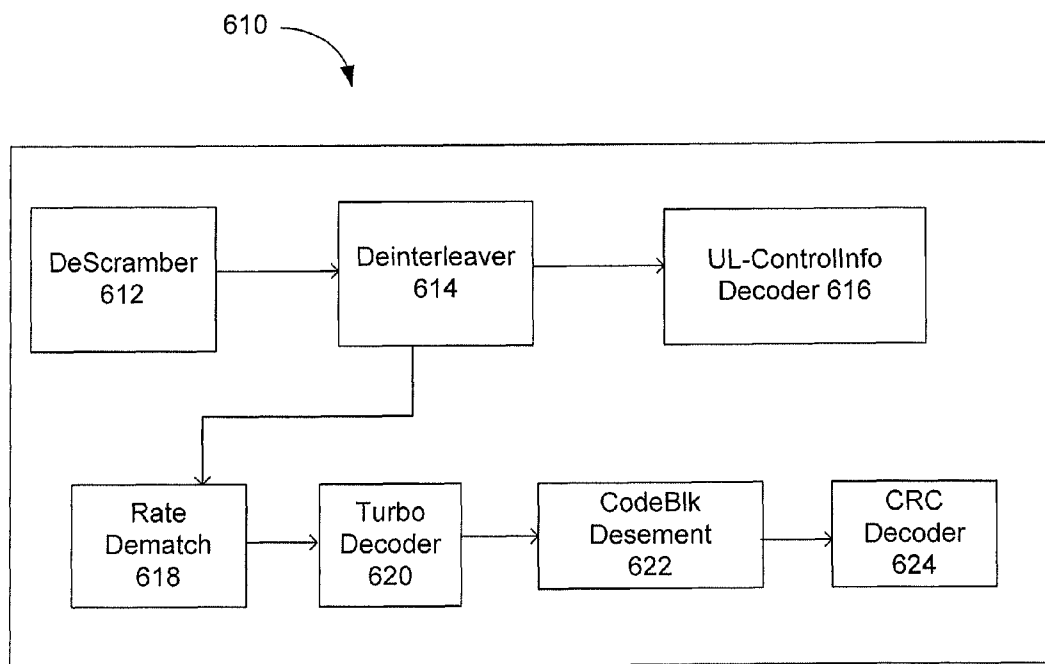 610
DeScramber
612
Deinterleaver
614
UL-ControlInfo
Decoder 616
Rate
Dematch
618
Turbo
Decoder
620
CodeBlk
Desement
622
CRC
Decoder
624